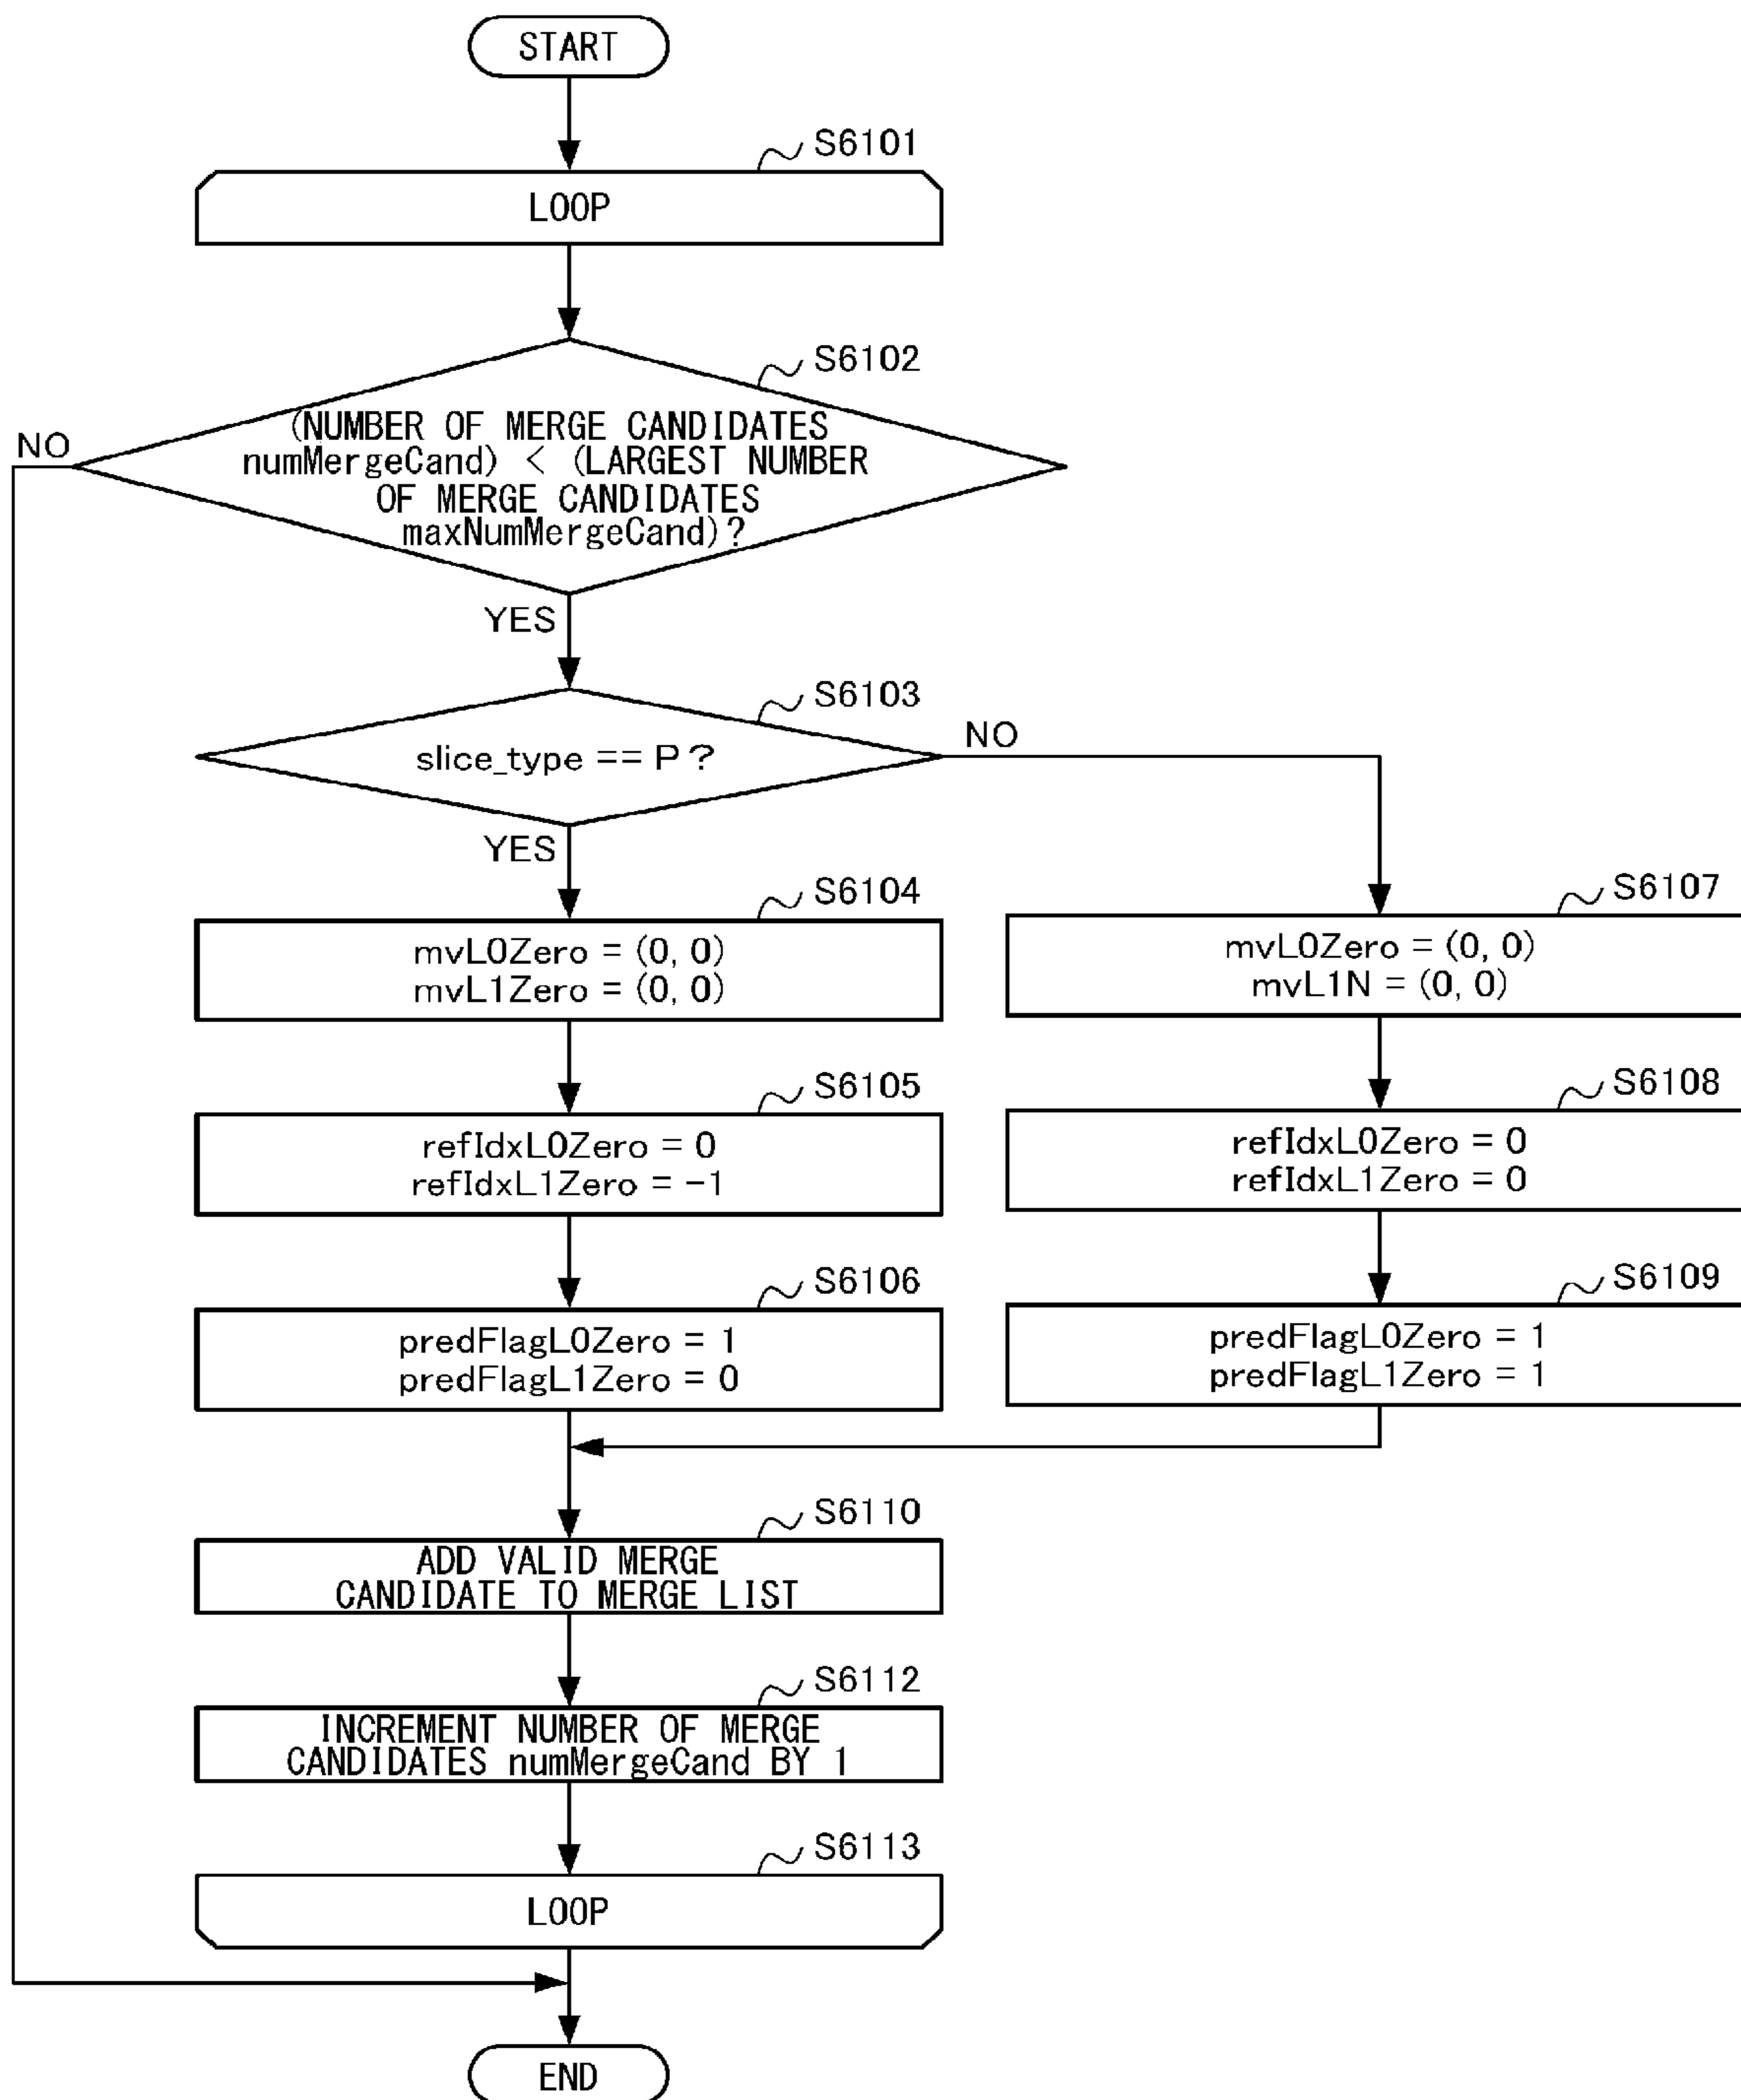 START
S6101
LOOP
S6102
(NUMBER OF MERGE CANDIDATES
numMergeCand) < (LARGEST NUMBER
OF MERGE CANDIDATES
maxNumMergeCand)?
NO
YES
S6103
slice_type == P?
NO
YES
S6104
mvL0Zero = (0, 0)
mvL1Zero = (0, 0)
S6107
mvL0Zero = (0, 0)
mvL1N = (0, 0)
S6105
refIdxL0Zero = 0
refIdxL1Zero = -1
S6108
refIdxL0Zero = 0
refIdxL1Zero = 0
S6106
predFlagL0Zero = 1
predFlagL1Zero = 0
S6109
predFlagL0Zero = 1
predFlagL1Zero = 1
S6110
ADD VALID MERGE
CANDIDATE TO MERGE LIST
S6112
INCREMENT NUMBER OF MERGE
CANDIDATES numMergeCand BY 1
S6113
LOOP
END